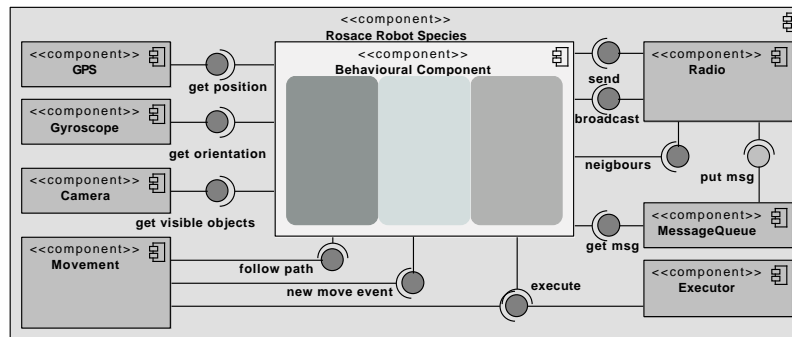 <<component>>
Rosace Robot Species
<<component>>
GPS
get position
<<component>>
Gyroscope
get orientation
<<component>>
Camera
get visible objects
<<component>>
Movement
follow path
new move event
<<component>>
Behavioural Component
send
broadcast
neigbours
get msg
execute
<<component>>
Radio
put msg
<<component>>
MessageQueue
<<component>>
Executor